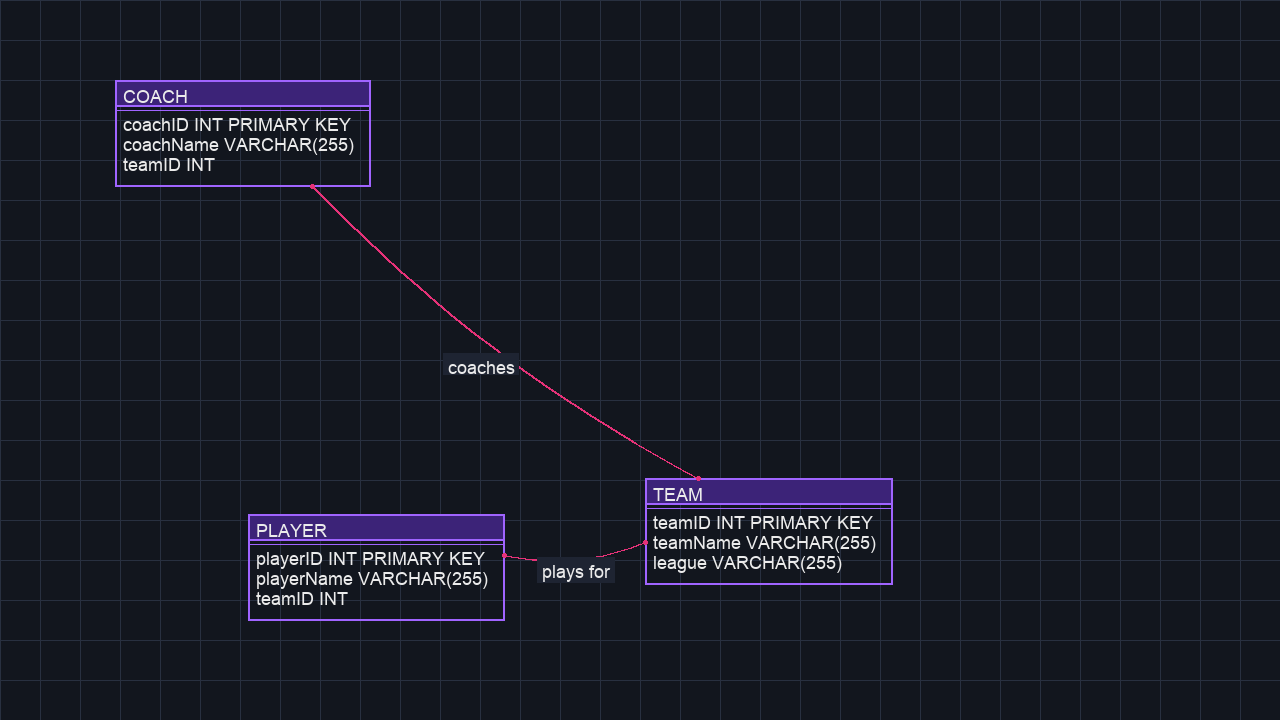 COACH
coachID INT PRIMARY KEY
coachName VARCHAR(255)
teamID INT
coaches
TEAM
teamID INT PRIMARY KEY
teamName VARCHAR(255)
league VARCHAR(255)
PLAYER
playerID INT PRIMARY KEY
playerName VARCHAR(255)
teamID INT
plays for